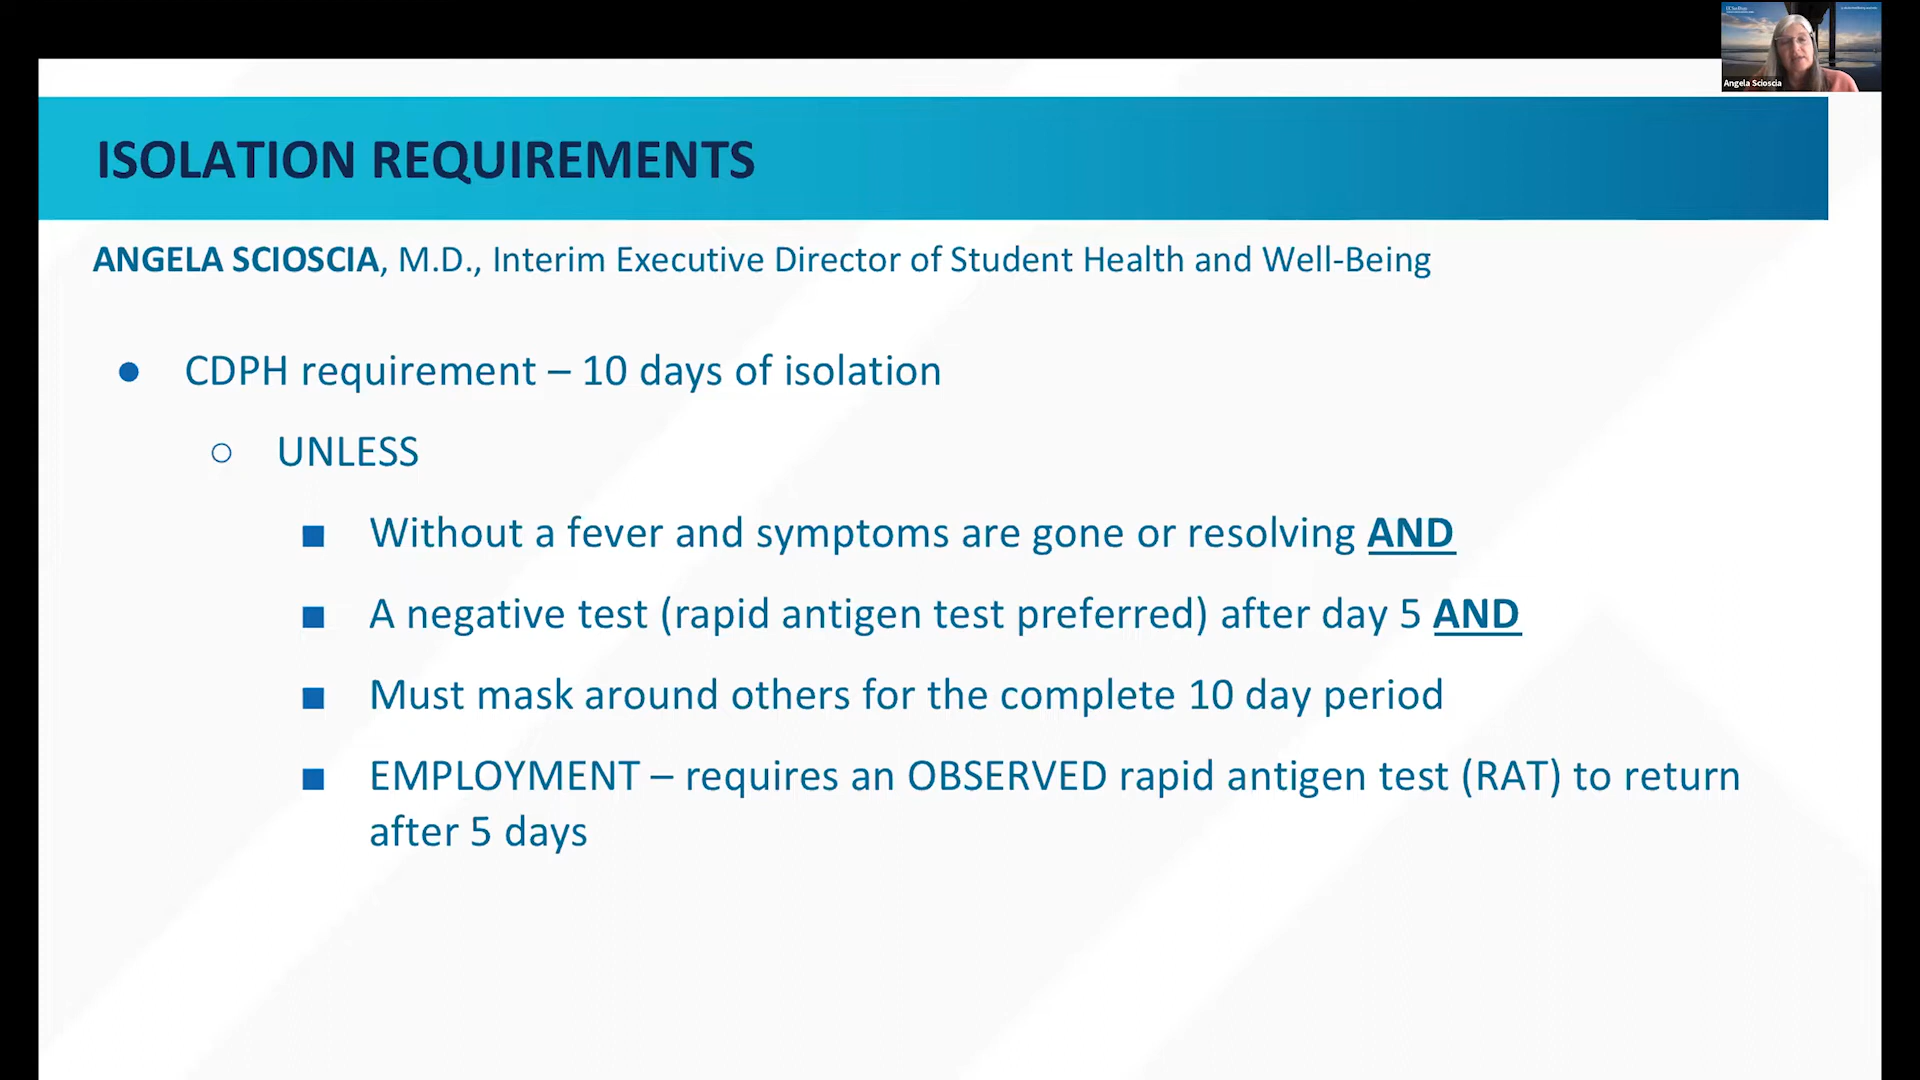 Angela Scioscia
ISOLATION REQUIREMENTS
ANGELA SCIOSCIA, M.D., Interim Executive Director of Student Health and Well-Being
● CDPH requirement – 10 days of isolation
○ UNLESS
■ Without a fever and symptoms are gone or resolving AND
■ A negative test (rapid antigen test preferred) after day 5 AND
■ Must mask around others for the complete 10 day period
■ EMPLOYMENT – requires an OBSERVED rapid antigen test (RAT) to return
after 5 days